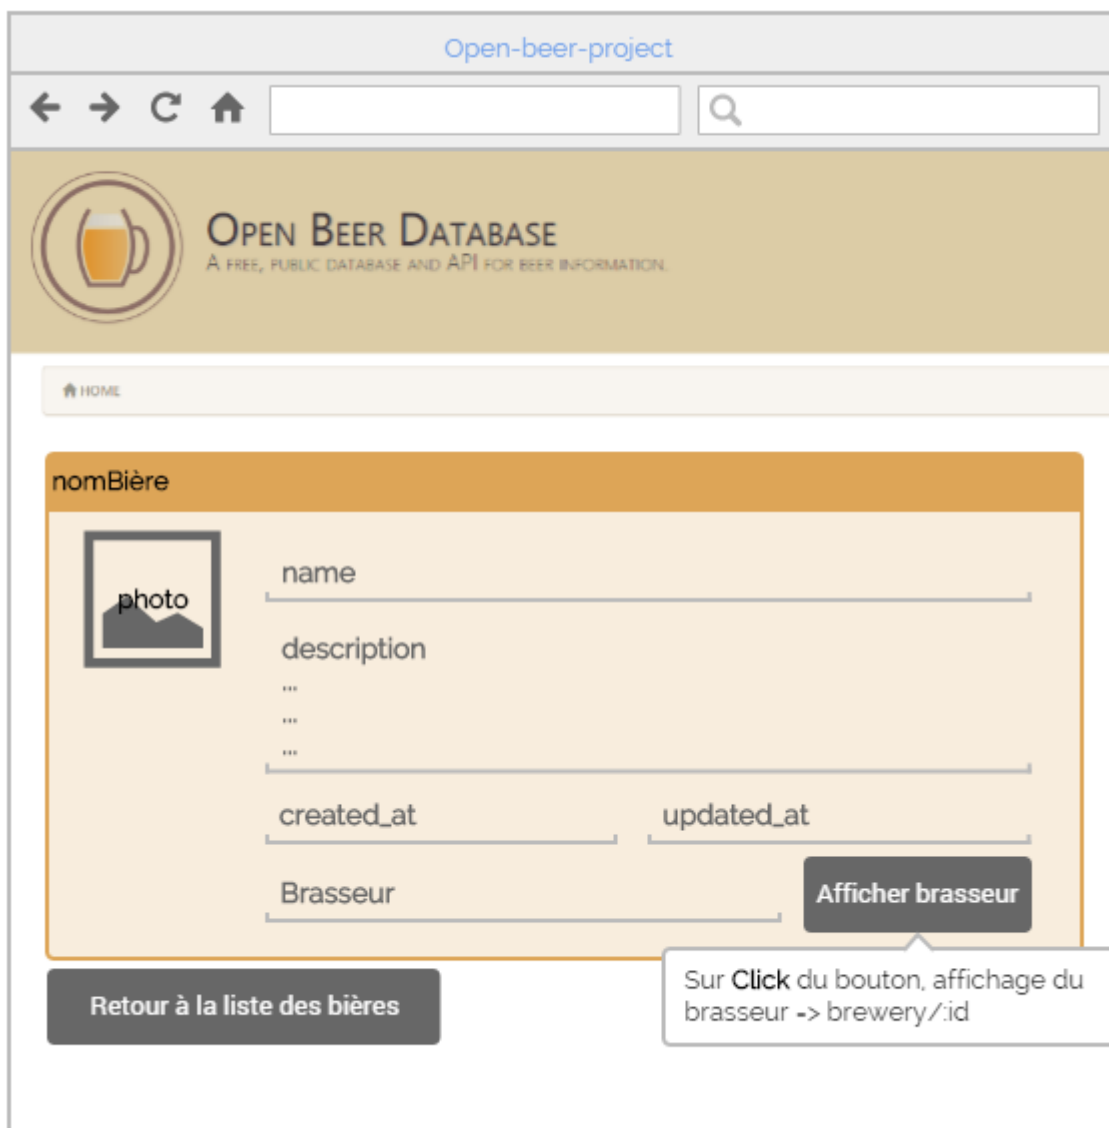 Open-beer-project
OPEN BEER DATABASE
A FREE, PUBLIC DATABASE AND API FOR BEER INFORMATION.
HOME
nomBière
photo
name
description
...
...
...
created_at updated_at
Brasseur
Afficher brasseur
Sur Click du bouton, affichage du
brasseur => brewery/:id
Retour à la liste des bières